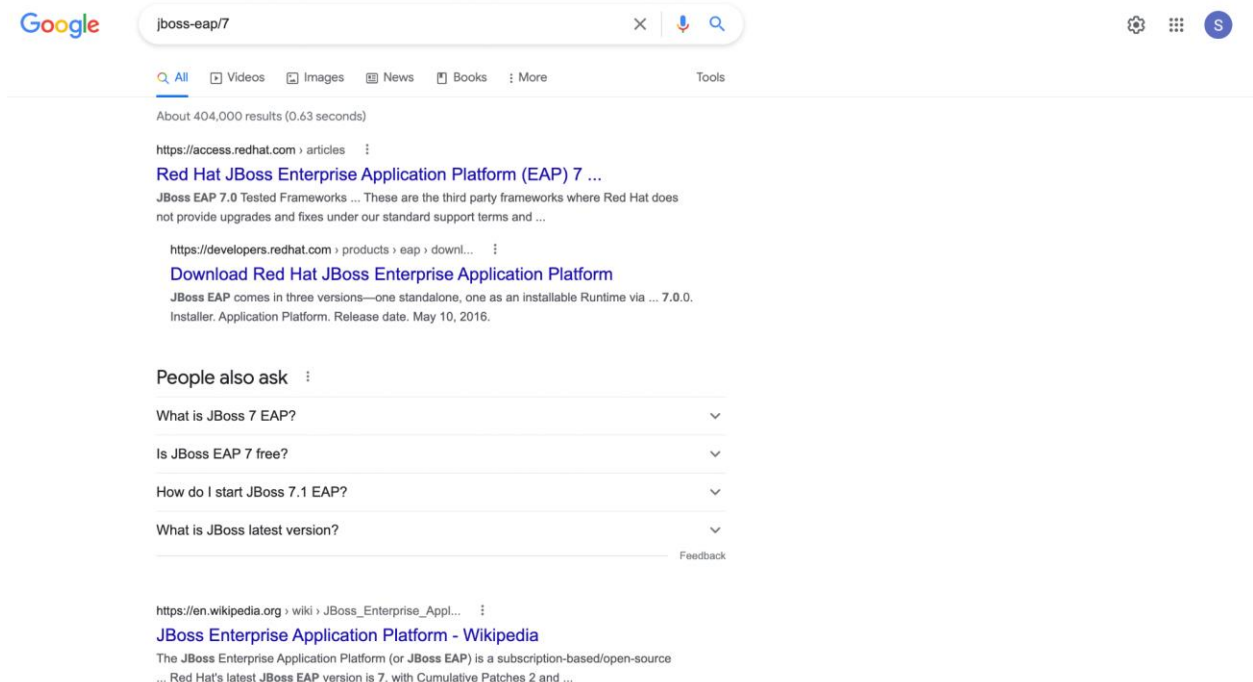 Google
jboss-eap/7
S
All Videos Images News Books More Tools
About 404,000 results (0.63 seconds)
https://access.redhat.com › articles
Red Hat JBoss Enterprise Application Platform (EAP) 7 ...
JBoss EAP 7.0 Tested Frameworks ... These are the third party frameworks where Red Hat does
not provide upgrades and fixes under our standard support terms and ...
https://developers.redhat.com › products › eap › downl...
Download Red Hat JBoss Enterprise Application Platform
JBoss EAP comes in three versions—one standalone, one as an installable Runtime via ... 7.0.0.
Installer. Application Platform. Release date. May 10, 2016.
People also ask
What is JBoss 7 EAP?
Is JBoss EAP 7 free?
How do I start JBoss 7.1 EAP?
What is JBoss latest version?
Feedback
https://en.wikipedia.org › wiki › JBoss_Enterprise_Appl...
JBoss Enterprise Application Platform - Wikipedia
The JBoss Enterprise Application Platform (or JBoss EAP) is a subscription-based/open-source
... Red Hat's latest JBoss EAP version is 7, with Cumulative Patches 2 and ...